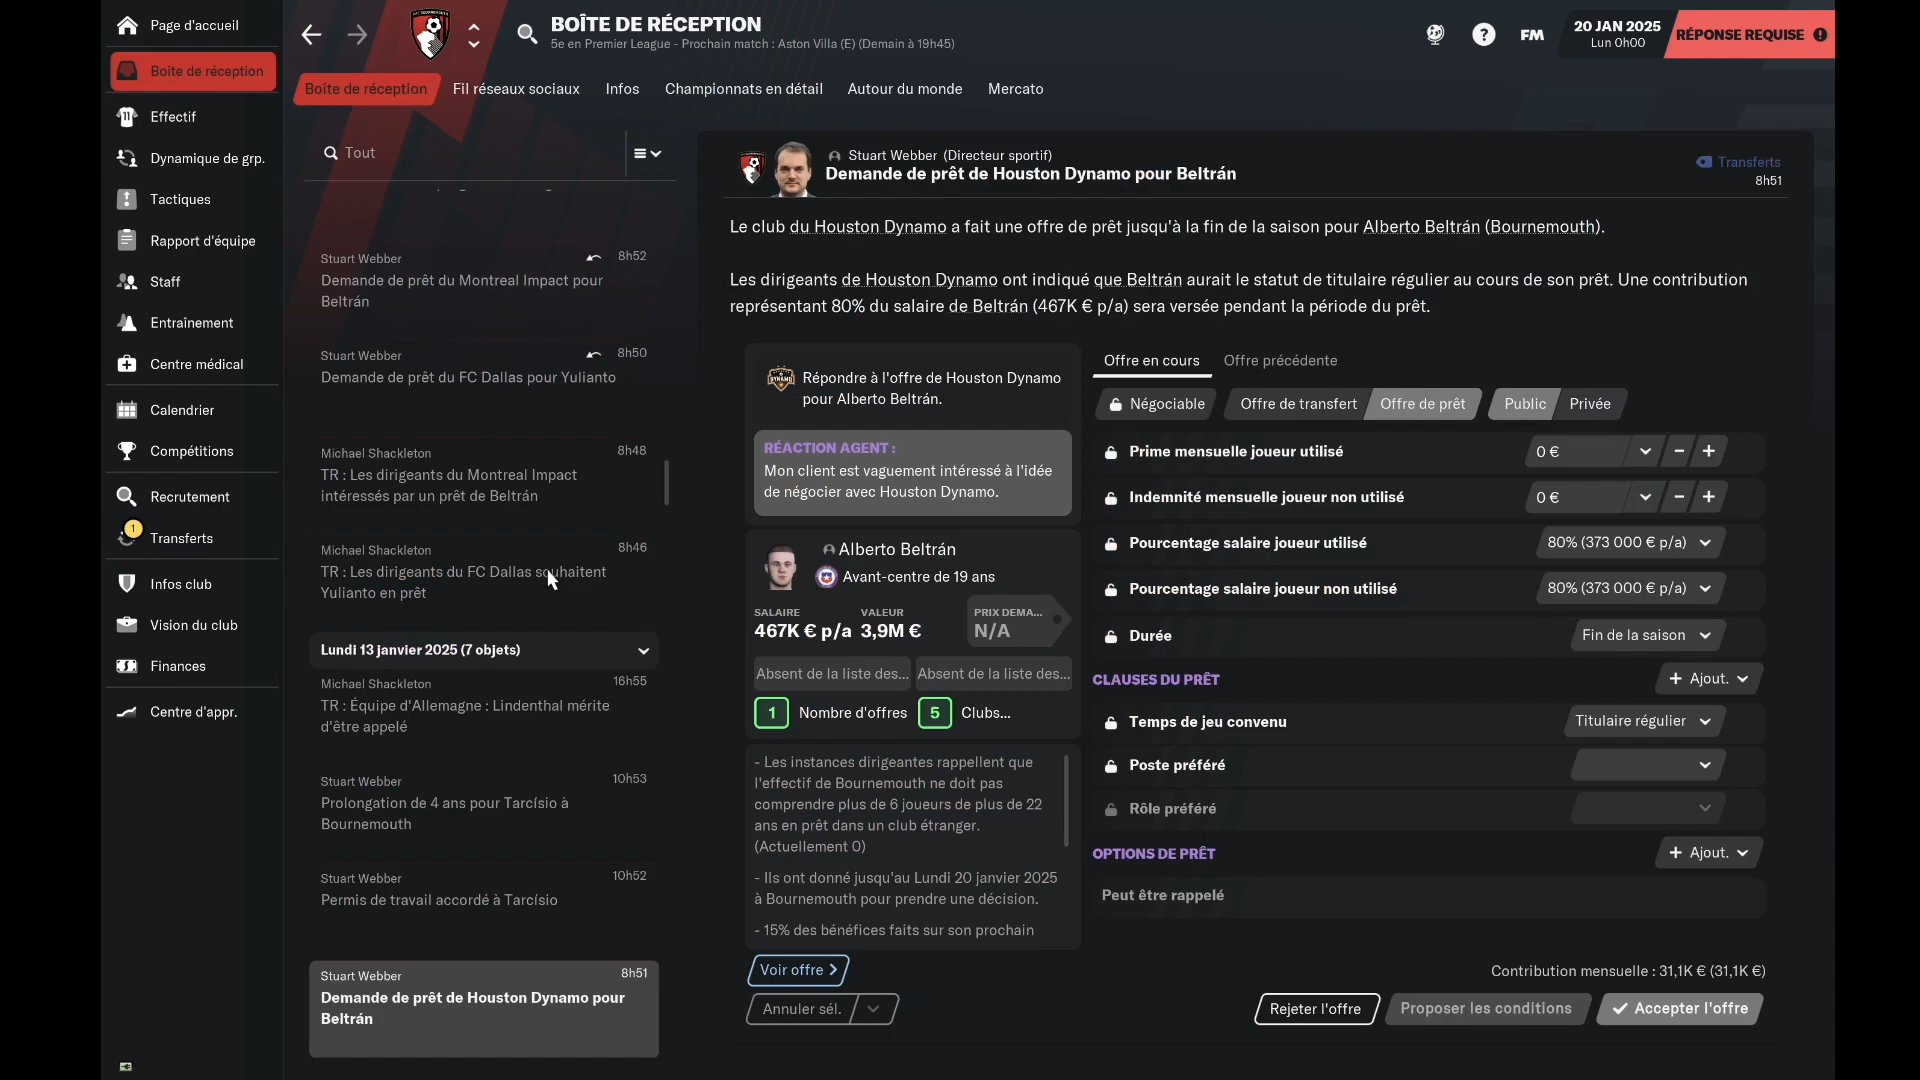 Page d'accueil
Boite de réception
Effectif
Dynamique de grp.
Tactiques
Rapport d'équipe
Staff
Entraînement
Centre médical
Calendrier
Compétitions
Recrutement
1
Transferts
Infos club
Vision du club
Finances
Centre d'appr.
BOÎTE DE RÉCEPTION
5e en Premier League - Prochain match : Aston Villa (E) (Demain à 19h45)
?
FM
20 JAN 2025
Lun 0h00
RÉPONSE REQUISE
Boîte de réception
Fil réseaux sociaux
Infos
Championnats en détail
Autour du monde
Mercato
Tout
Stuart Webber
8h52
Demande de prêt du Montreal Impact pour
Beltrán
Stuart Webber
8h50
Demande de prêt du FC Dallas pour Yulianto
Michael Shackleton
8h48
TR : Les dirigeants du Montreal Impact
intéressés par un prêt de Beltrán
Michael Shackleton
8h46
TR : Les dirigeants du FC Dallas souhaitent
Yulianto en prêt
Lundi 13 janvier 2025 (7 objets)
Michael Shackleton
16h55
TR : Équipe d'Allemagne : Lindenthal mérite
d'être appelé
Stuart Webber
10h53
Prolongation de 4 ans pour Tarcísio à
Bournemouth
Stuart Webber
10h52
Permis de travail accordé à Tarcísio
Stuart Webber
8h51
Demande de prêt de Houston Dynamo pour
Beltrán
Stuart Webber (Directeur sportif)
Demande de prêt de Houston Dynamo pour Beltrán
Transferts
8h51
Le club du Houston Dynamo a fait une offre de prêt jusqu'à la fin de la saison pour Alberto Beltrán (Bournemouth).
Les dirigeants de Houston Dynamo ont indiqué que Beltrán aurait le statut de titulaire régulier au cours de son prêt. Une contribution
représentant 80% du salaire de Beltrán (467K € p/a) sera versée pendant la période du prêt.
Répondre à l'offre de Houston Dynamo
pour Alberto Beltrán.
RÉACTION AGENT :
Mon client est vaguement intéressé à l'idée
de négocier avec Houston Dynamo.
Alberto Beltrán
Avant-centre de 19 ans
SALAIRE
467K € p/a
VALEUR
3,9M €
PRIX DEMA...
N/A
Absent de la liste des...
Absent de la liste des...
1
Nombre d'offres
5
Clubs...
- Les instances dirigeantes rappellent que
l'effectif de Bournemouth ne doit pas
comprendre plus de 6 joueurs de plus de 22
ans en prêt dans un club étranger.
(Actuellement 0)
- Ils ont donné jusqu'au Lundi 20 janvier 2025
à Bournemouth pour prendre une décision.
- 15% des bénéfices faits sur son prochain
Voir offre
Annuler sél.
Offre en cours
Offre précédente
Négociable
Offre de transfert
Offre de prêt
Public
Privée
Prime mensuelle joueur utilisé
0 €
Indemnité mensuelle joueur non utilisé
0 €
Pourcentage salaire joueur utilisé
80% (373 000 € p/a)
Pourcentage salaire joueur non utilisé
80% (373 000 € p/a)
Durée
Fin de la saison
CLAUSES DU PRÊT
+ Ajout.
Temps de jeu convenu
Titulaire régulier
Poste préféré
Rôle préféré
OPTIONS DE PRÊT
+ Ajout.
Peut être rappelé
Contribution mensuelle : 31,1K € (31,1K €)
Rejeter l'offre
Proposer les conditions
Accepter l'offre